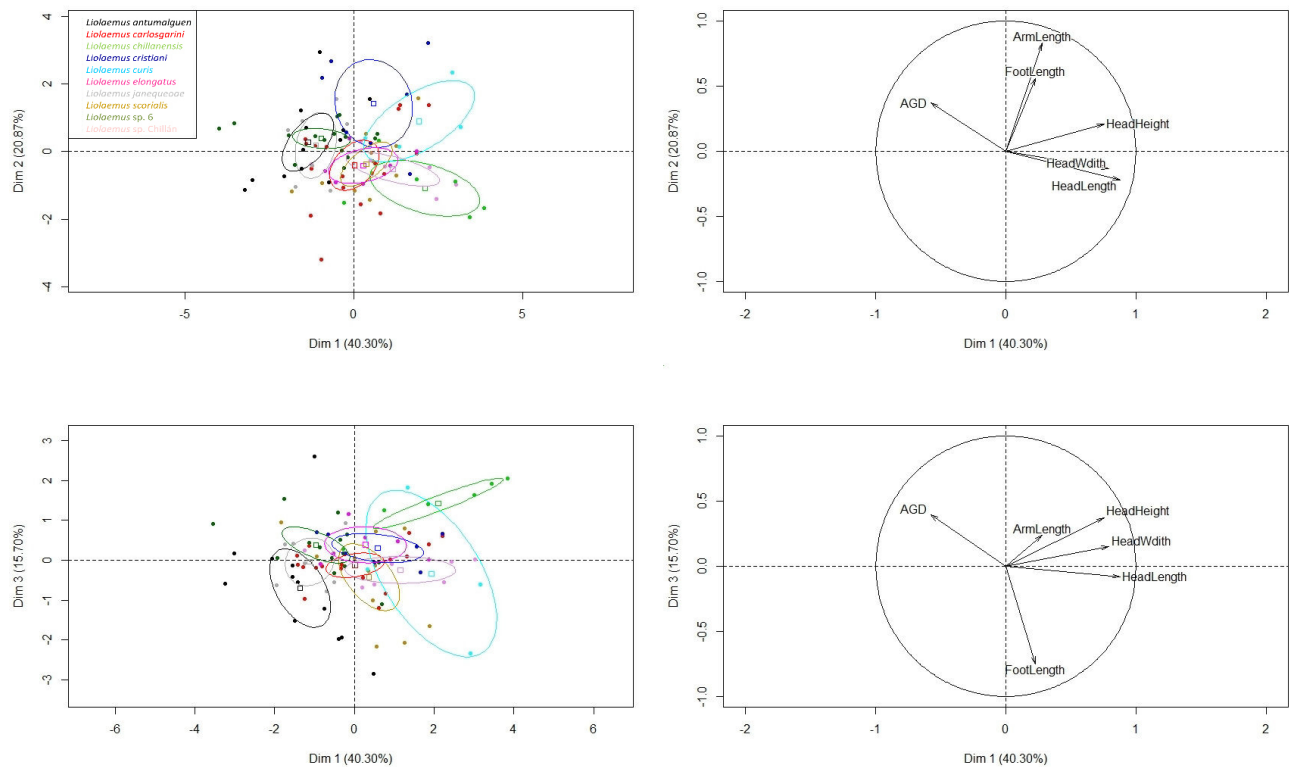 Liolaemus antumalguen
Liolaemus carlosgarini
Liolaemus chillanensis
Liolaemus cristiani
Liolaemus curis
Liolaemus elongatus
Liolaemus janequeoae
Liolaemus scorialis
Liolaemus sp. 6
Liolaemus sp. Chillán
4
2
0
-2
-4
Dim 2 (20.87%)
-5
0
5
Dim 1 (40.30%)
1.0
0.5
0.0
-0.5
-1.0
Dim 2 (20.87%)
ArmLength
FootLength
AGD
HeadHeight
HeadWdith
HeadLength
-2
-1
0
1
2
Dim 1 (40.30%)
3
2
1
0
-1
-2
-3
Dim 3 (15.70%)
-6
-4
-2
0
2
4
6
Dim 1 (40.30%)
1.0
0.5
0.0
-0.5
-1.0
Dim 3 (15.70%)
AGD
ArmLength
HeadHeight
HeadWdith
HeadLength
FootLength
-2
-1
0
1
2
Dim 1 (40.30%)